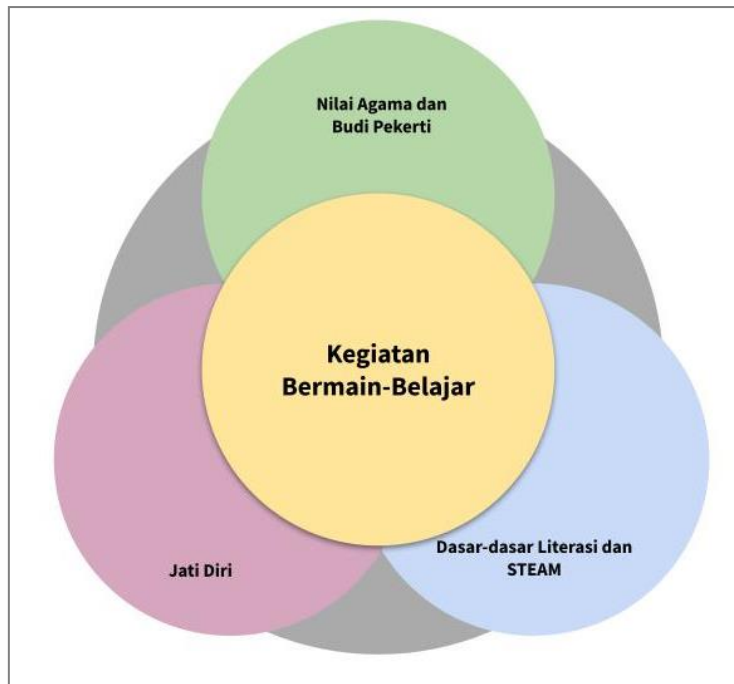 Nilai Agama dan
Budi Pekerti
Kegiatan
Bermain-Belajar
Jati Diri
Dasar-dasar Literasi dan
STEAM